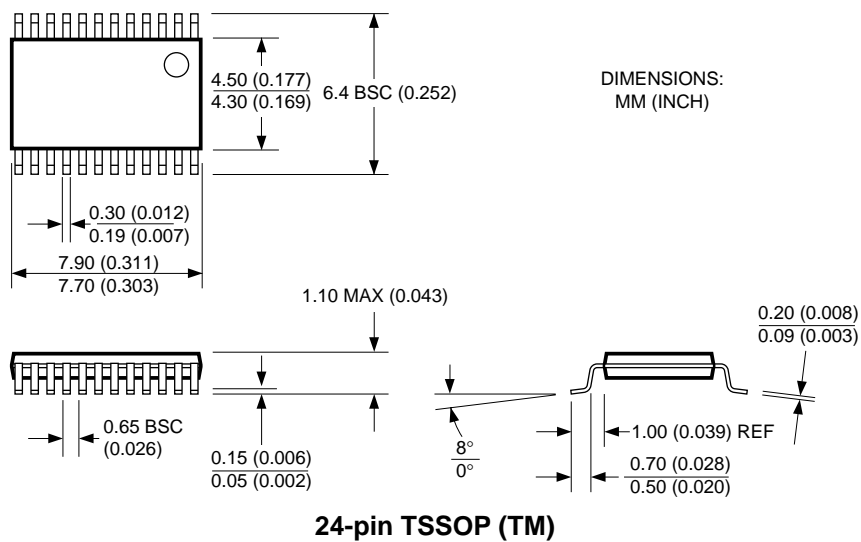 4.50 (0.177)
4.30 (0.169)
6.4 BSC (0.252)
DIMENSIONS:
MM (INCH)
0.30 (0.012)
0.19 (0.007)
7.90 (0.311)
7.70 (0.303)
1.10 MAX (0.043)
0.20 (0.008)
0.09 (0.003)
0.65 BSC
(0.026)
0.15 (0.006)
0.05 (0.002)
8°
0°
1.00 (0.039) REF
0.70 (0.028)
0.50 (0.020)
24-pin TSSOP (TM)